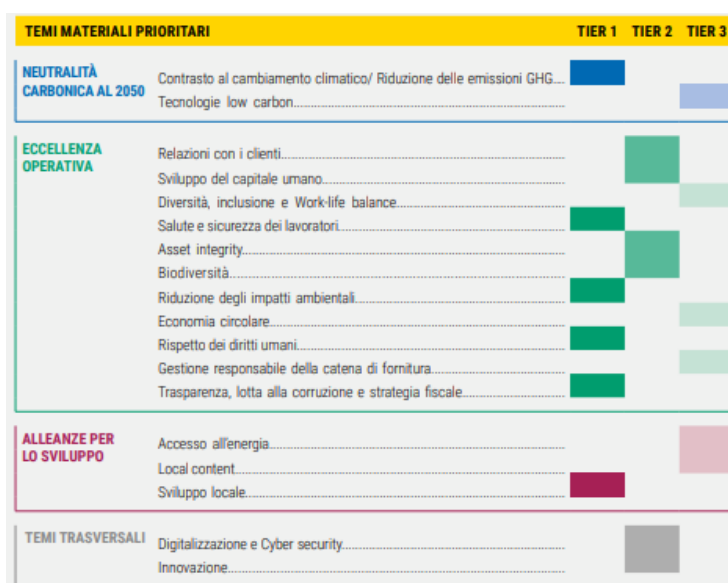 TEMI MATERIALI PRIORITARI TIER 1 TIER 2 TIER 3
NEUTRALITÀ
CARBONICA AL 2050
Contrasto al cambiamento climatico/ Riduzione delle emissioni GHG....
Tecnologie low carbon....
ECCELLENZA
OPERATIVA
Relazioni con i clienti....
Sviluppo del capitale umano....
Diversità, inclusione e Work-life balance....
Salute e sicurezza dei lavoratori....
Asset integrity....
Biodiversità....
Riduzione degli impatti ambientali....
Economia circolare....
Rispetto dei diritti umani....
Gestione responsabile della catena di fornitura....
Trasparenza, lotta alla corruzione e strategia fiscale....
ALLEANZE PER
LO SVILUPPO
Accesso all'energia....
Local content....
Sviluppo locale....
TEMI TRASVERSALI
Digitalizzazione e Cyber security....
Innovazione....